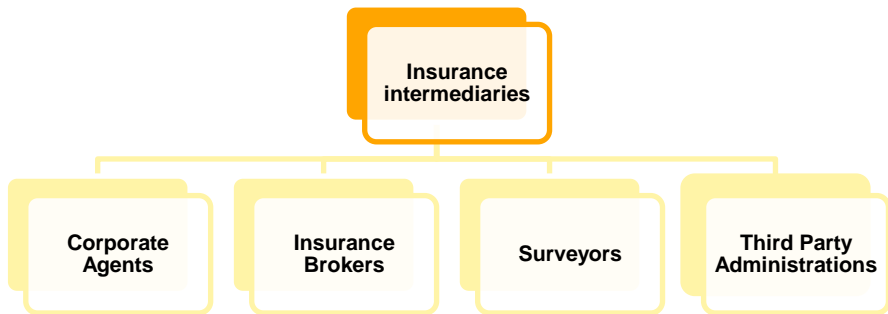 Insurance
intermediaries
Corporate
Agents
Insurance
Brokers
Surveyors
Third Party
Administrations